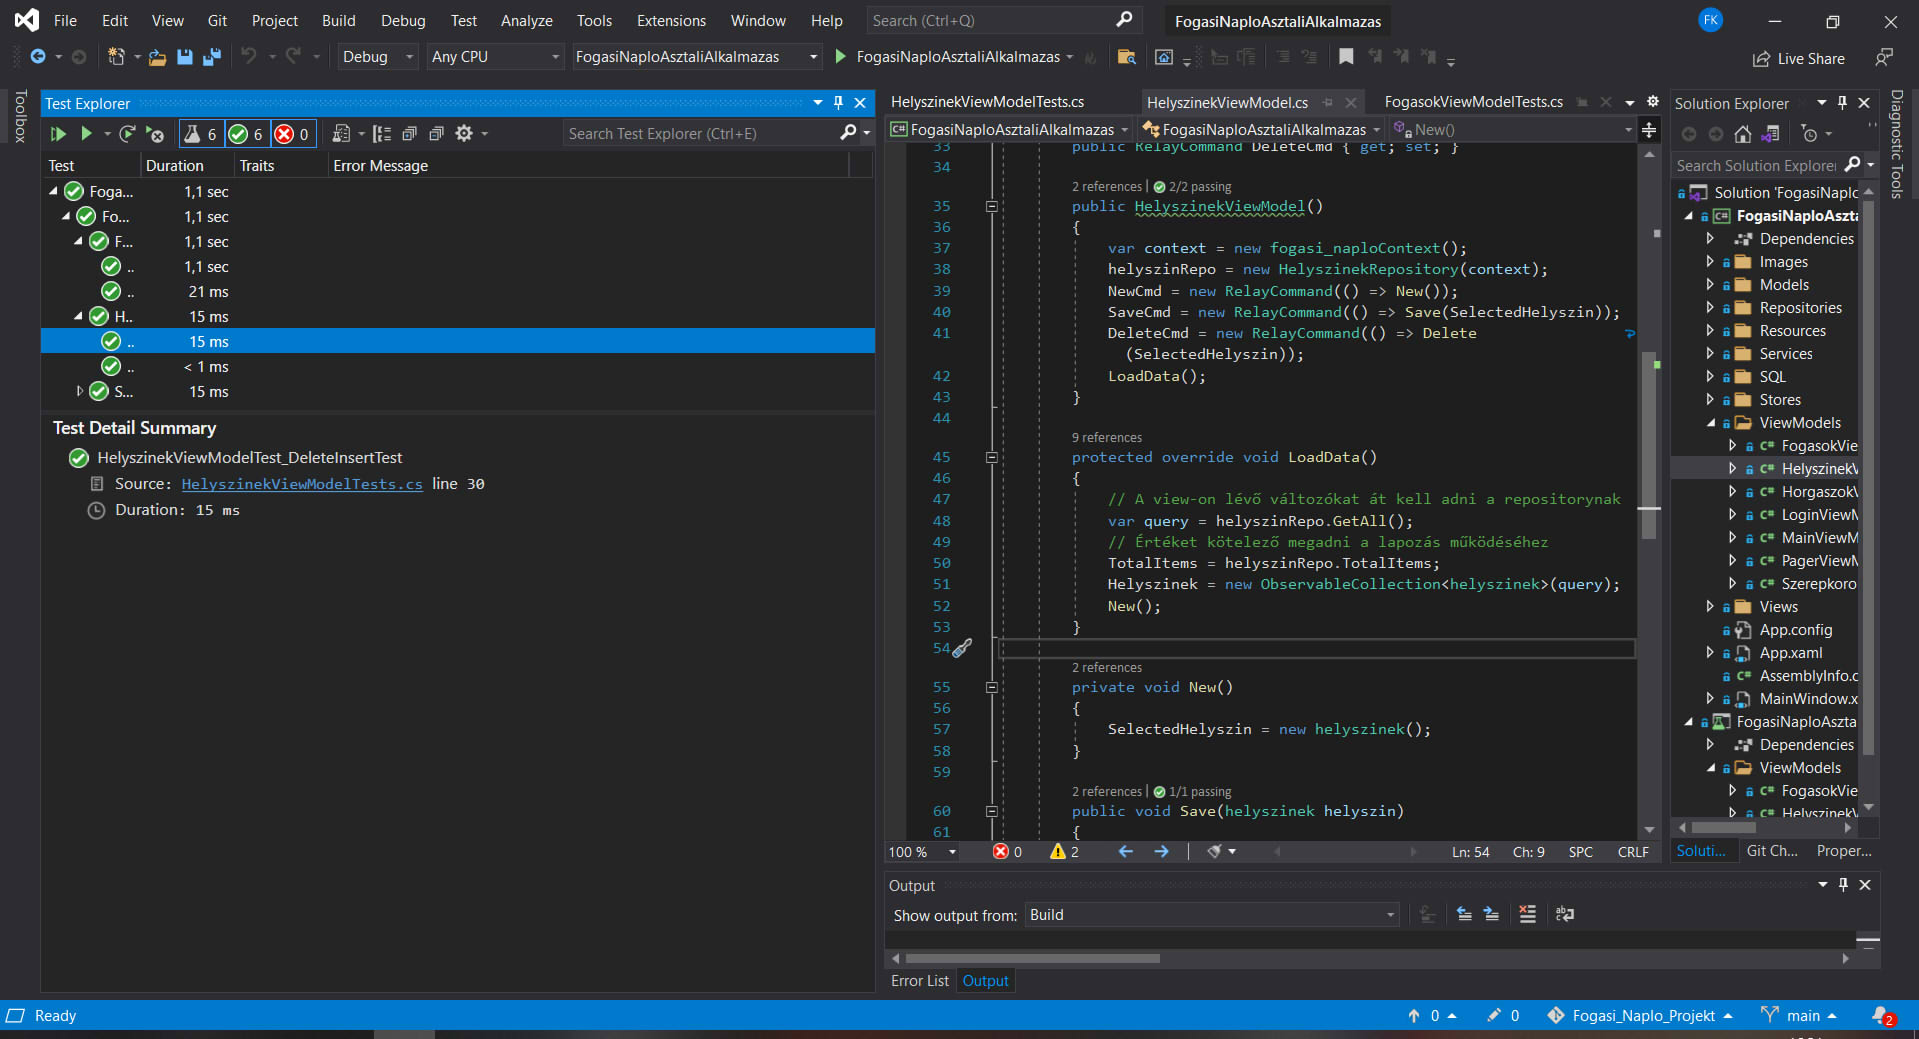 File Edit View Git Project Build Debug Test Analyze Tools Extensions Window Help Search (Ctrl+Q) FogasiNaploAsztaliAlkalmazas FK
Debug Any CPU FogasiNaploAsztaliAlkalmazas FogasiNaploAsztaliAlkalmazas Live Share
Toolbox
Test Explorer
6 6 0 Search Test Explorer (Ctrl+E)
Test Duration Traits Error Message
Foga... 1,1 sec
Fo... 1,1 sec
F... 1,1 sec
.. 1,1 sec
.. 21 ms
H.. 15 ms
.. 15 ms
.. < 1 ms
S... 15 ms
Test Detail Summary
HelyszinekViewModelTest_DeleteInsertTest
Source: HelyszinekViewModelTests.cs line 30
Duration: 15 ms
HelyszinekViewModelTests.cs HelyszinekViewModel.cs FogasokViewModelTests.cs
FogasiNaploAsztaliAlkalmazas FogasiNaploAsztaliAlkalmazas New()
33 public RelayCommand DeleteCmd { get; set; }
34
2 references | 2/2 passing
35 public HelyszinekViewModel()
36 {
37 var context = new fogasi_naploContext();
38 helyszinRepo = new HelyszinekRepository(context);
39 NewCmd = new RelayCommand(() => New());
40 SaveCmd = new RelayCommand(() => Save(SelectedHelyszin));
41 DeleteCmd = new RelayCommand(() => Delete
(SelectedHelyszin));
42 LoadData();
43 }
44
9 references
45 protected override void LoadData()
46 {
47 // A view-on lévő változókat át kell adni a repositorynak
48 var query = helyszinRepo.GetAll();
49 // Értéket kötelező megadni a lapozás működéséhez
50 TotalItems = helyszinRepo.TotalItems;
51 Helyszinek = new ObservableCollection<helyszinek>(query);
52 New();
53 }
54
2 references
55 private void New()
56 {
57 SelectedHelyszin = new helyszinek();
58 }
59
2 references | 1/1 passing
60 public void Save(helyszinek helyszin)
61 {
100 % 0 2 Ln: 54 Ch: 9 SPC CRLF
Output
Show output from: Build
Error List Output
Solution Explorer
Search Solution Explorer
Solution 'FogasiNaplo
FogasiNaploAszta
Dependencies
Images
Models
Repositories
Resources
Services
SQL
Stores
ViewModels
FogasokVie
HelyszinekV
HorgaszokV
LoginViewM
MainViewM
PagerViewM
Szerepkoro
Views
App.config
App.xaml
AssemblyInfo.c
MainWindow.x
FogasiNaploAszta
Dependencies
ViewModels
FogasokVie
HelyszinekV
Soluti... Git Ch... Proper...
Diagnostic Tools
Ready 0 0 Fogasi_Naplo_Projekt main 2